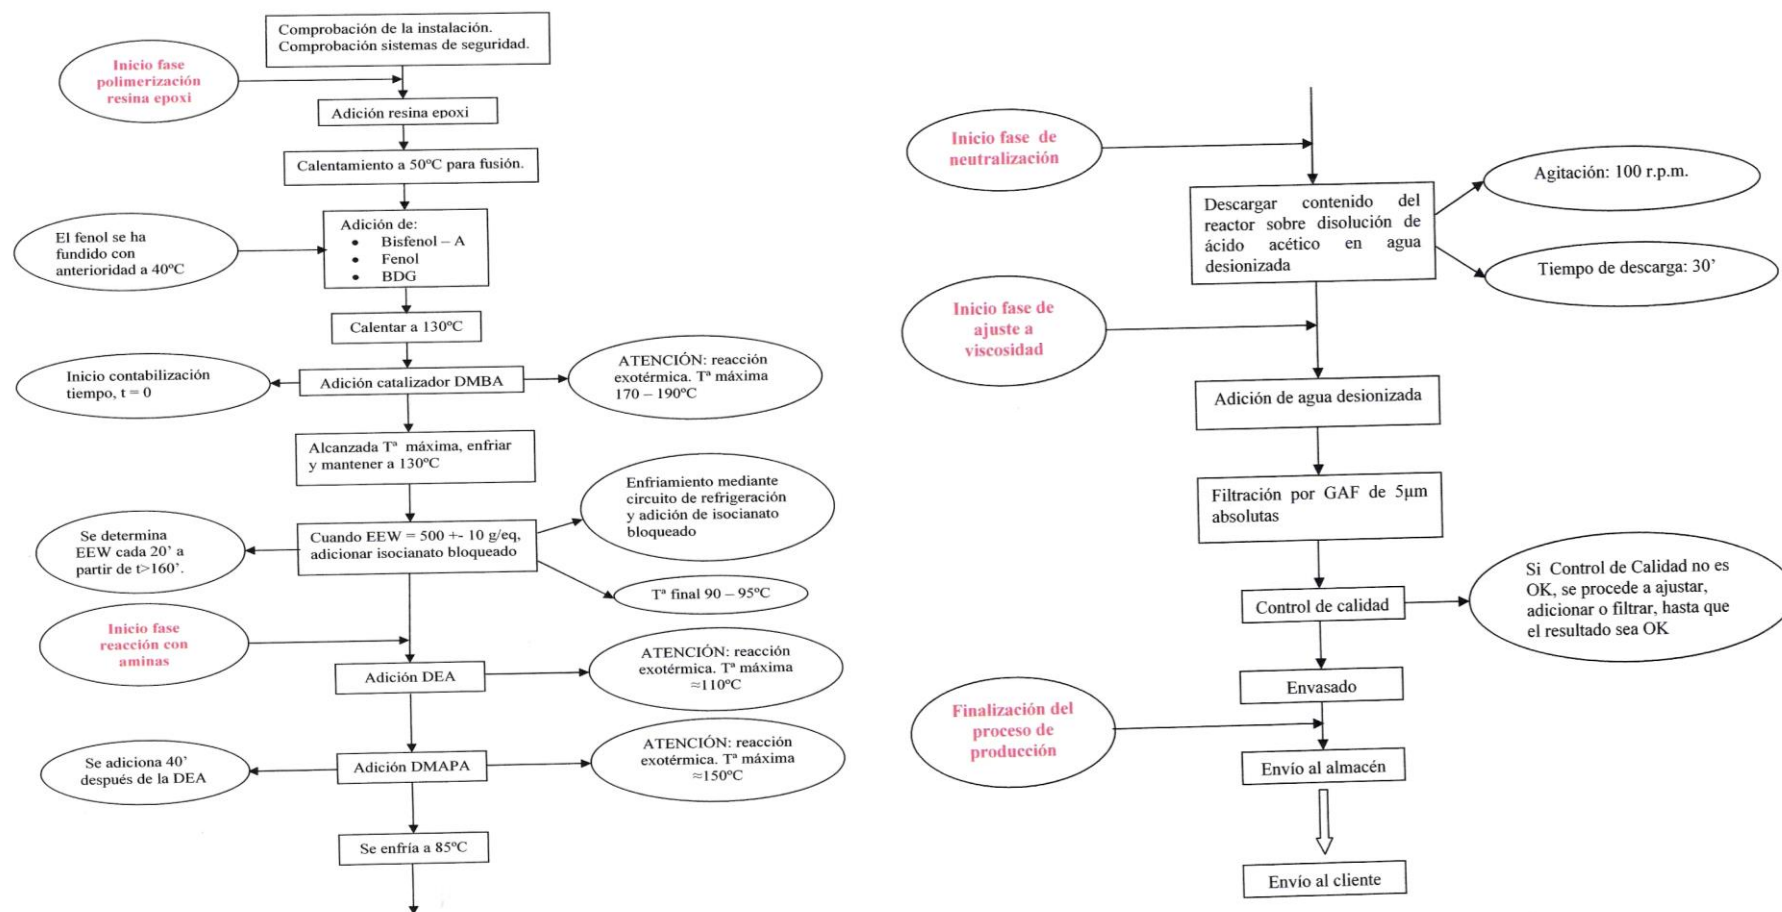 Comprobación de la instalación.
Comprobación sistemas de seguridad.
Inicio fase
polimerización
resina epoxi
Adición resina epoxi
Calentamiento a 50ºC para fusión.
El fenol se ha
fundido con
anterioridad a 40ºC
Adición de:
• Bisfenol – A
• Fenol
• BDG
Calentar a 130ºC
Inicio contabilización
tiempo, t = 0
Adición catalizador DMBA
ATENCIÓN: reacción
exotérmica. Tª máxima
170 – 190ºC
Alcanzada Tª máxima, enfriar
y mantener a 130ºC
Enfriamiento mediante
circuito de refrigeración
y adición de isocianato
bloqueado
Se determina
EEW cada 20’ a
partir de t>160’.
Cuando EEW = 500 +- 10 g/eq,
adicionar isocianato bloqueado
Tª final 90 – 95ºC
Inicio fase
reacción con
aminas
Adición DEA
ATENCIÓN: reacción
exotérmica. Tª máxima
≈110ºC
Se adiciona 40’
después de la DEA
Adición DMAPA
ATENCIÓN: reacción
exotérmica. Tª máxima
≈150ºC
Se enfría a 85ºC
Inicio fase de
neutralización
Descargar contenido del
reactor sobre disolución de
ácido acético en agua
desionizada
Agitación: 100 r.p.m.
Tiempo de descarga: 30’
Inicio fase de
ajuste a
viscosidad
Adición de agua desionizada
Filtración por GAF de 5µm
absolutas
Control de calidad
Si Control de Calidad no es
OK, se procede a ajustar,
adicionar o filtrar, hasta que
el resultado sea OK
Envasado
Finalización del
proceso de
producción
Envío al almacén
Envío al cliente